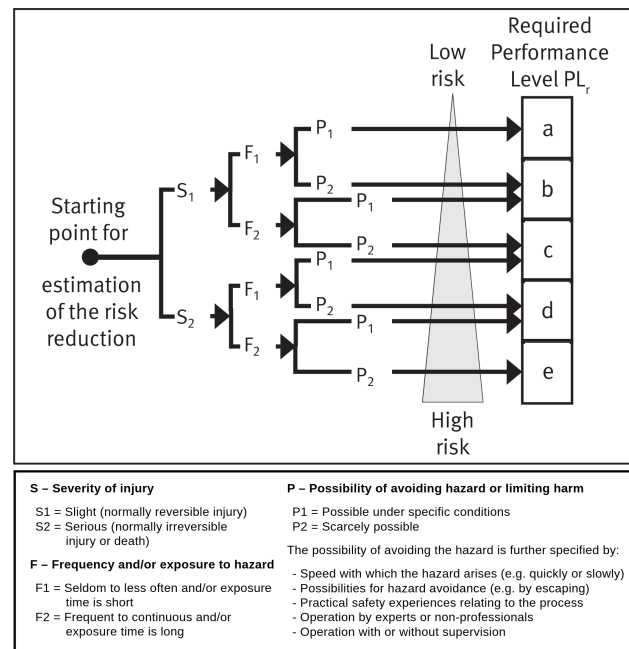 Required
Performance
Level PLr
Low
risk
Starting
point for
estimation
of the risk
reduction
S1
F1
P1
a
P2
b
F2
P1
P2
c
S2
F1
P1
P2
d
F2
P1
P2
e
High
risk
S – Severity of injury
S1 = Slight (normally reversible injury)
S2 = Serious (normally irreversible
injury or death)
F – Frequency and/or exposure to hazard
F1 = Seldom to less often and/or exposure
time is short
F2 = Frequent to continuous and/or
exposure time is long
P – Possibility of avoiding hazard or limiting harm
P1 = Possible under specific conditions
P2 = Scarcely possible
The possibility of avoiding the hazard is further specified by:
- Speed with which the hazard arises (e.g. quickly or slowly)
- Possibilities for hazard avoidance (e.g. by escaping)
- Practical safety experiences relating to the process
- Operation by experts or non-professionals
- Operation with or without supervision